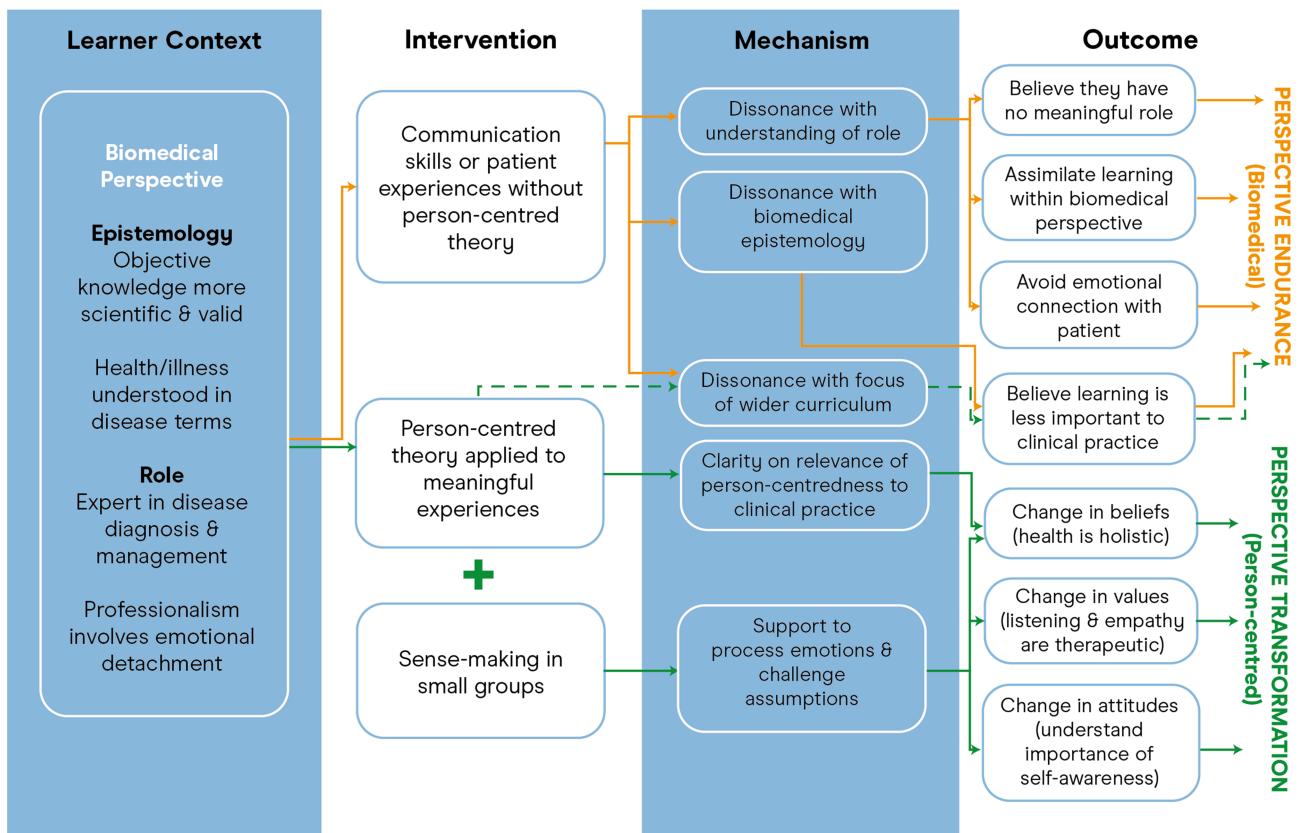 Learner Context
Biomedical
Perspective
Epistemology
Objective
knowledge more
scientific & valid
Health/illness
understood in
disease terms
Role
Expert in disease
diagnosis &
management
Professionalism
involves emotional
detachment
Intervention
Communication
skills or patient
experiences without
person-centred
theory
Person-centred
theory applied to
meaningful
experiences
+
Sense-making in
small groups
Mechanism
Dissonance with
understanding of role
Dissonance with
biomedical
epistemology
Dissonance with focus
of wider curriculum
Clarity on relevance of
person-centredness to
clinical practice
Support to
process emotions &
challenge
assumptions
Outcome
Believe they have
no meaningful role
Assimilate learning
within biomedical
perspective
Avoid emotional
connection with
patient
Believe learning is
less important to
clinical practice
Change in beliefs
(health is holistic)
Change in values
(listening & empathy
are therapeutic)
Change in attitudes
(understand
importance of
self-awareness)
PERSPECTIVE ENDURANCE
(Biomedical)
PERSPECTIVE TRANSFORMATION
(Person-centred)